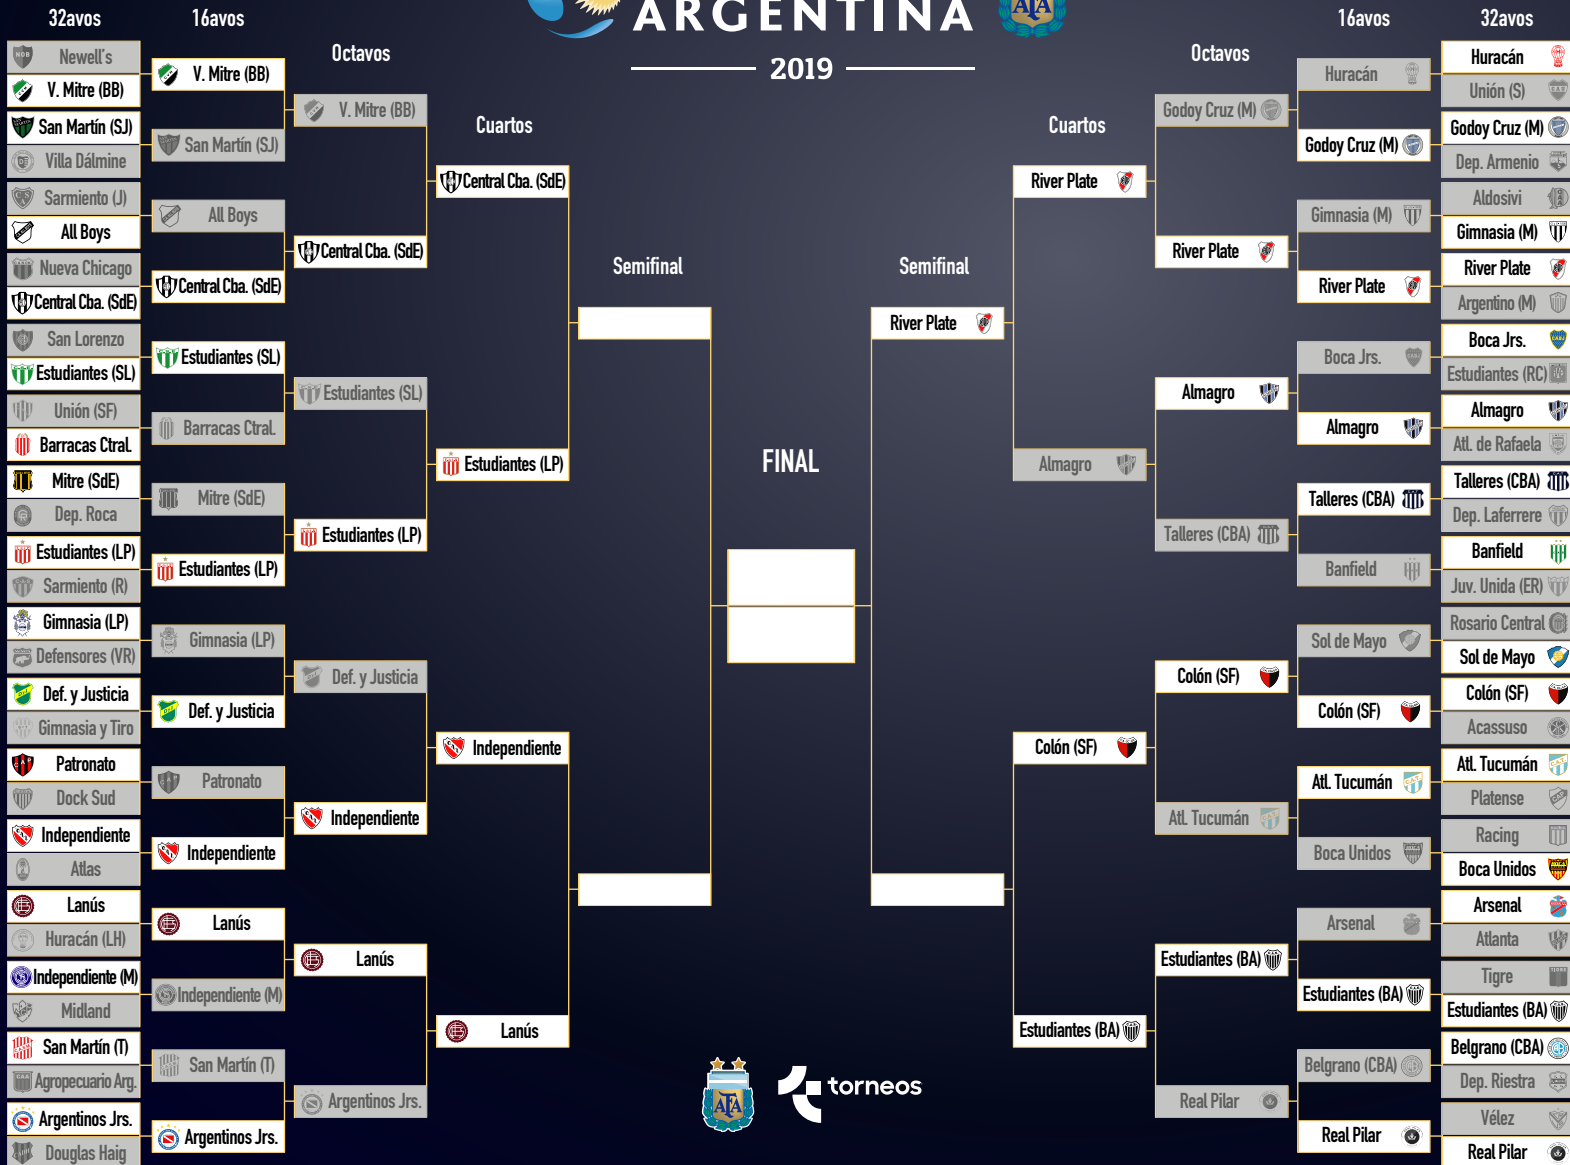 ARGENTINA
AFA
2019
32avos
Newell's
V. Mitre (BB)
San Martín (SJ)
Villa Dálmine
Sarmiento (J)
All Boys
Nueva Chicago
Central Cba. (SdE)
San Lorenzo
Estudiantes (SL)
Unión (SF)
Barracas Ctral.
Mitre (SdE)
Dep. Roca
Estudiantes (LP)
Sarmiento (R)
Gimnasia (LP)
Defensores (VR)
Def. y Justicia
Gimnasia y Tiro
Patronato
Dock Sud
Independiente
Atlas
Lanús
Huracán (LH)
Independiente (M)
Midland
San Martín (T)
Agropecuario Arg.
Argentinos Jrs.
Douglas Haig
16avos
V. Mitre (BB)
San Martín (SJ)
All Boys
Central Cba. (SdE)
Estudiantes (SL)
Barracas Ctral.
Mitre (SdE)
Estudiantes (LP)
Gimnasia (LP)
Def. y Justicia
Patronato
Independiente
Lanús
Independiente (M)
San Martín (T)
Argentinos Jrs.
Octavos
V. Mitre (BB)
Central Cba. (SdE)
Estudiantes (SL)
Estudiantes (LP)
Def. y Justicia
Independiente
Lanús
Argentinos Jrs.
Cuartos
Central Cba. (SdE)
Estudiantes (LP)
Independiente
Lanús
Semifinal
FINAL
Semifinal
River Plate
Cuartos
River Plate
Almagro
Colón (SF)
Estudiantes (BA)
Octavos
Godoy Cruz (M)
River Plate
Almagro
Talleres (CBA)
Colón (SF)
Atl. Tucumán
Estudiantes (BA)
Real Pilar
16avos
Huracán
Godoy Cruz (M)
Gimnasia (M)
River Plate
Boca Jrs.
Almagro
Talleres (CBA)
Banfield
Sol de Mayo
Colón (SF)
Atl. Tucumán
Boca Unidos
Arsenal
Estudiantes (BA)
Belgrano (CBA)
Real Pilar
32avos
Huracán
Unión (S)
Godoy Cruz (M)
Dep. Armenio
Aldosivi
Gimnasia (M)
River Plate
Argentino (M)
Boca Jrs.
Estudiantes (RC)
Almagro
Atl. de Rafaela
Talleres (CBA)
Dep. Laferrere
Banfield
Juv. Unida (ER)
Rosario Central
Sol de Mayo
Colón (SF)
Acassuso
Atl. Tucumán
Platense
Racing
Boca Unidos
Arsenal
Atlanta
Tigre
Estudiantes (BA)
Belgrano (CBA)
Dep. Riestra
Vélez
Real Pilar
AFA
torneos